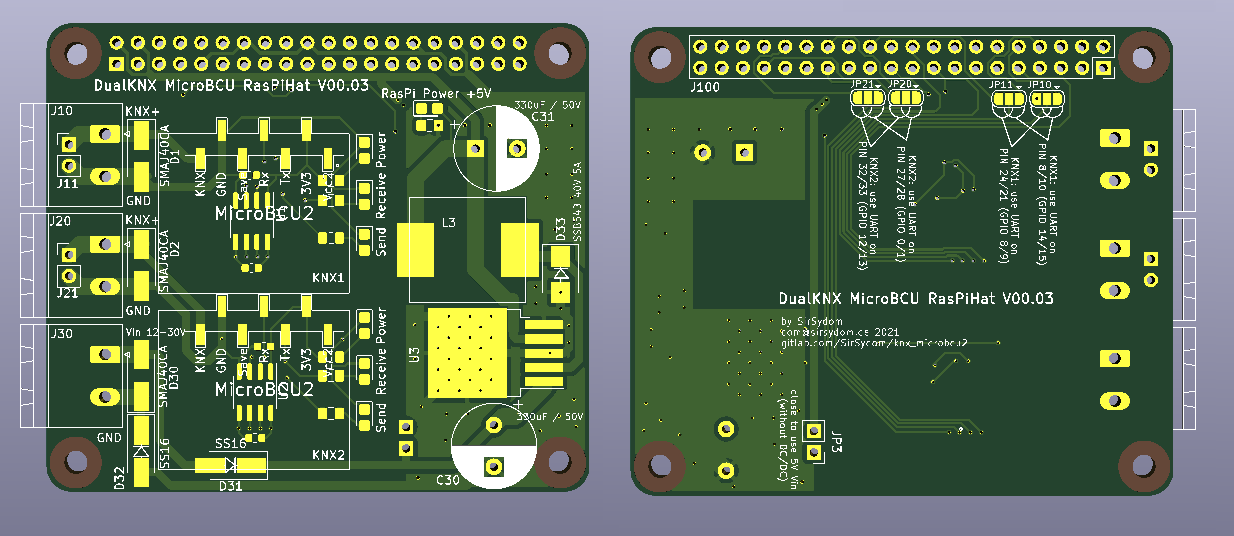 DualKNX MicroBCU RasPiHat V00.03
RasPi Power +5V
330uF / 50V
C31
J10
KNX+
J11
GND
SMAJ40CA
D1
KNX
GND
Save
Rx
Tx
3V3
Vcc2
MicroBCU2
KNX1
Receive Power
Send
L3
D33
SSB543 40V 5A
J20
KNX+
J21
GND
SMAJ40CA
D2
J30
Vin 12-30V
SMAJ40CA
D30
GND
KNX
GND
Save
Rx
Tx
3V3
Vcc2
MicroBCU2
KNX2
Receive Power
Send
U3
330uF / 50V
C30
SS16
D32
SS16
D31
J100
JP21
JP20
JP11
JP10
KNX2: use UART on
PIN 32/33 (GPIO 12/13)
KNX2: use UART on
PIN 27/28 (GPIO 0/1)
KNX1: use UART on
PIN 24/21 (GPIO 8/9)
KNX1: use UART on
PIN 8/10 (GPIO 14/15)
DualKNX MicroBCU RasPiHat V00.03
by SirSydom
com@sirsydom.de 2021
gitlab.com/SirSydom/knx_microbcu2
close to use 5V Vin
(without DC/DC)
JP3